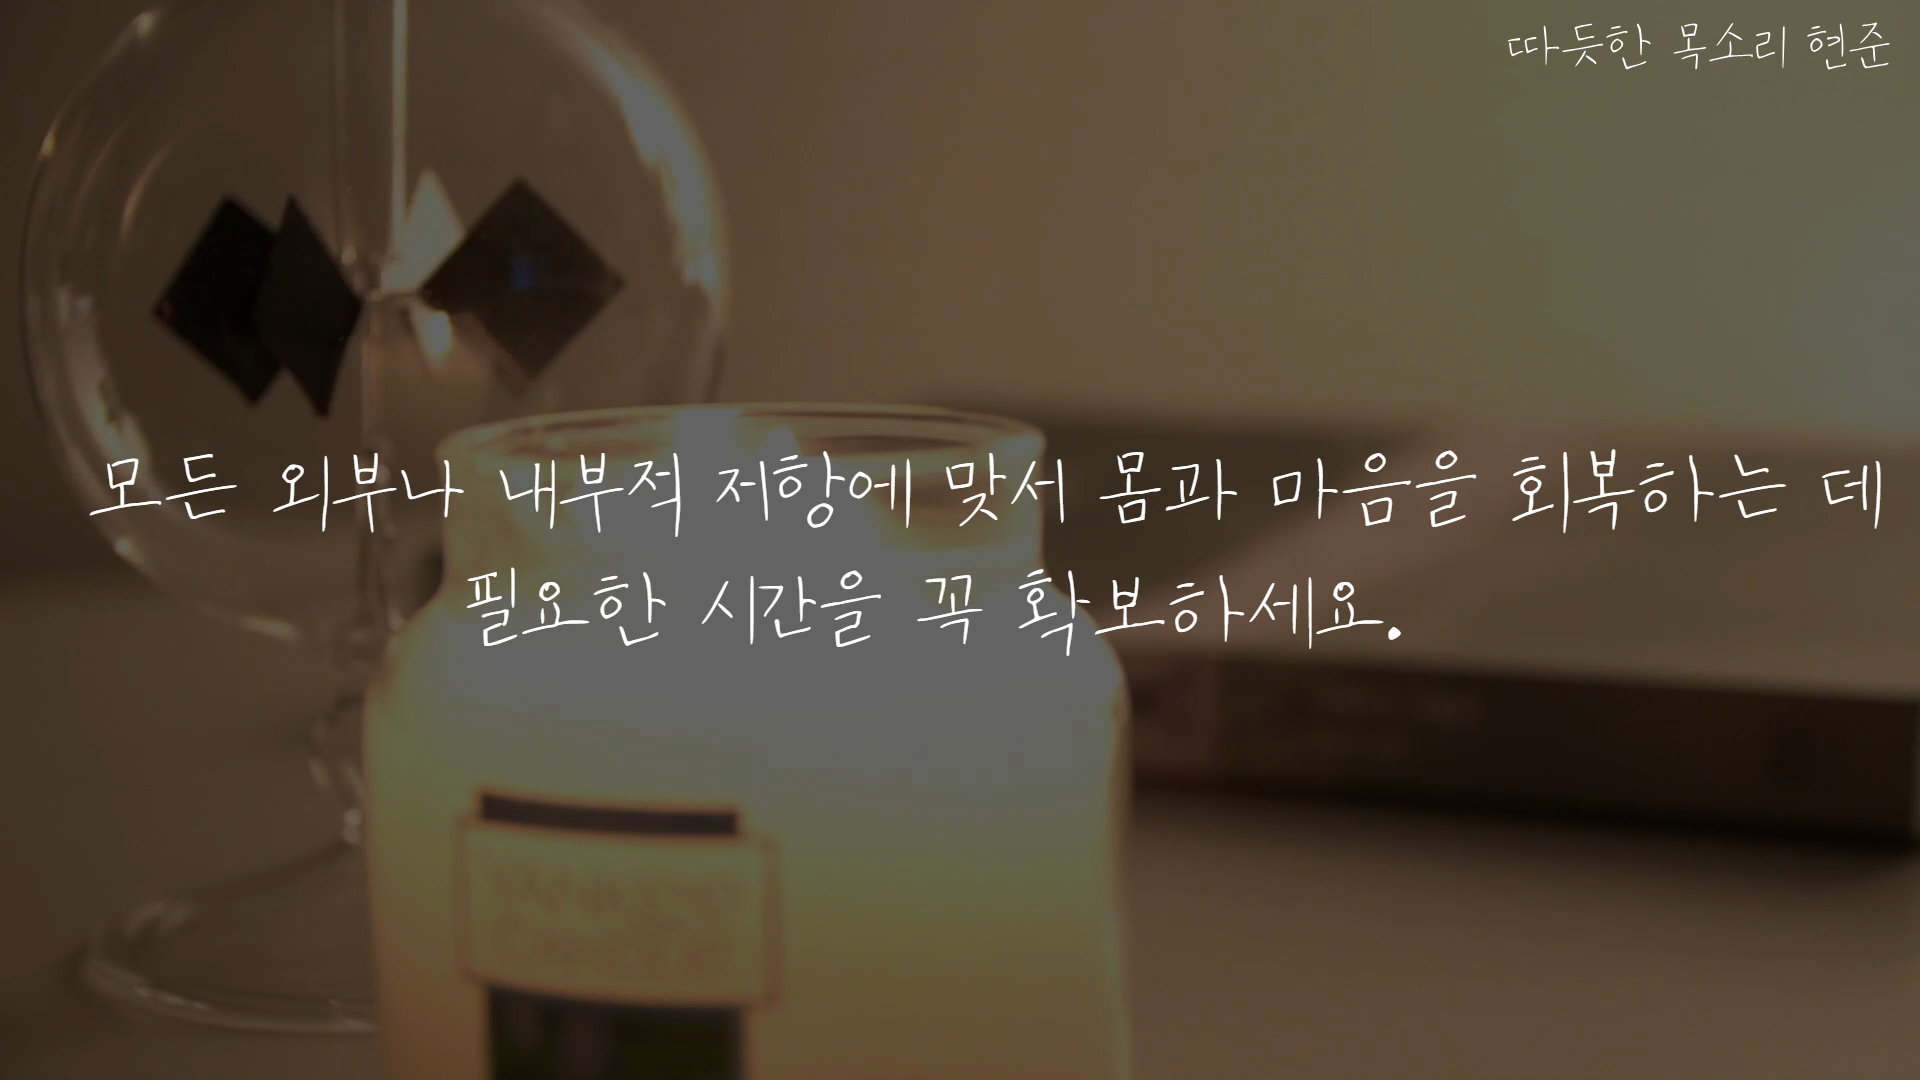 따듯한 목소리 현준
모든 외부나 내부적 저항에 맞서 몸과 마음을 회복하는 데
필요한 시간을 꼭 확보하세요.